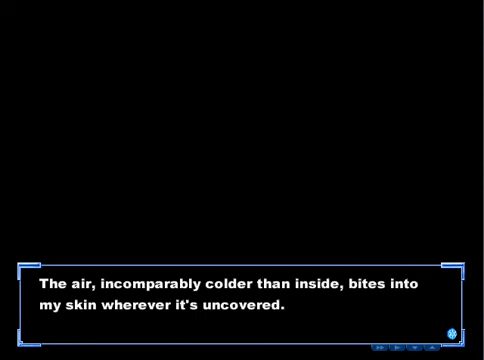 The air, incomparably colder than inside, bites into
my skin wherever it's uncovered.